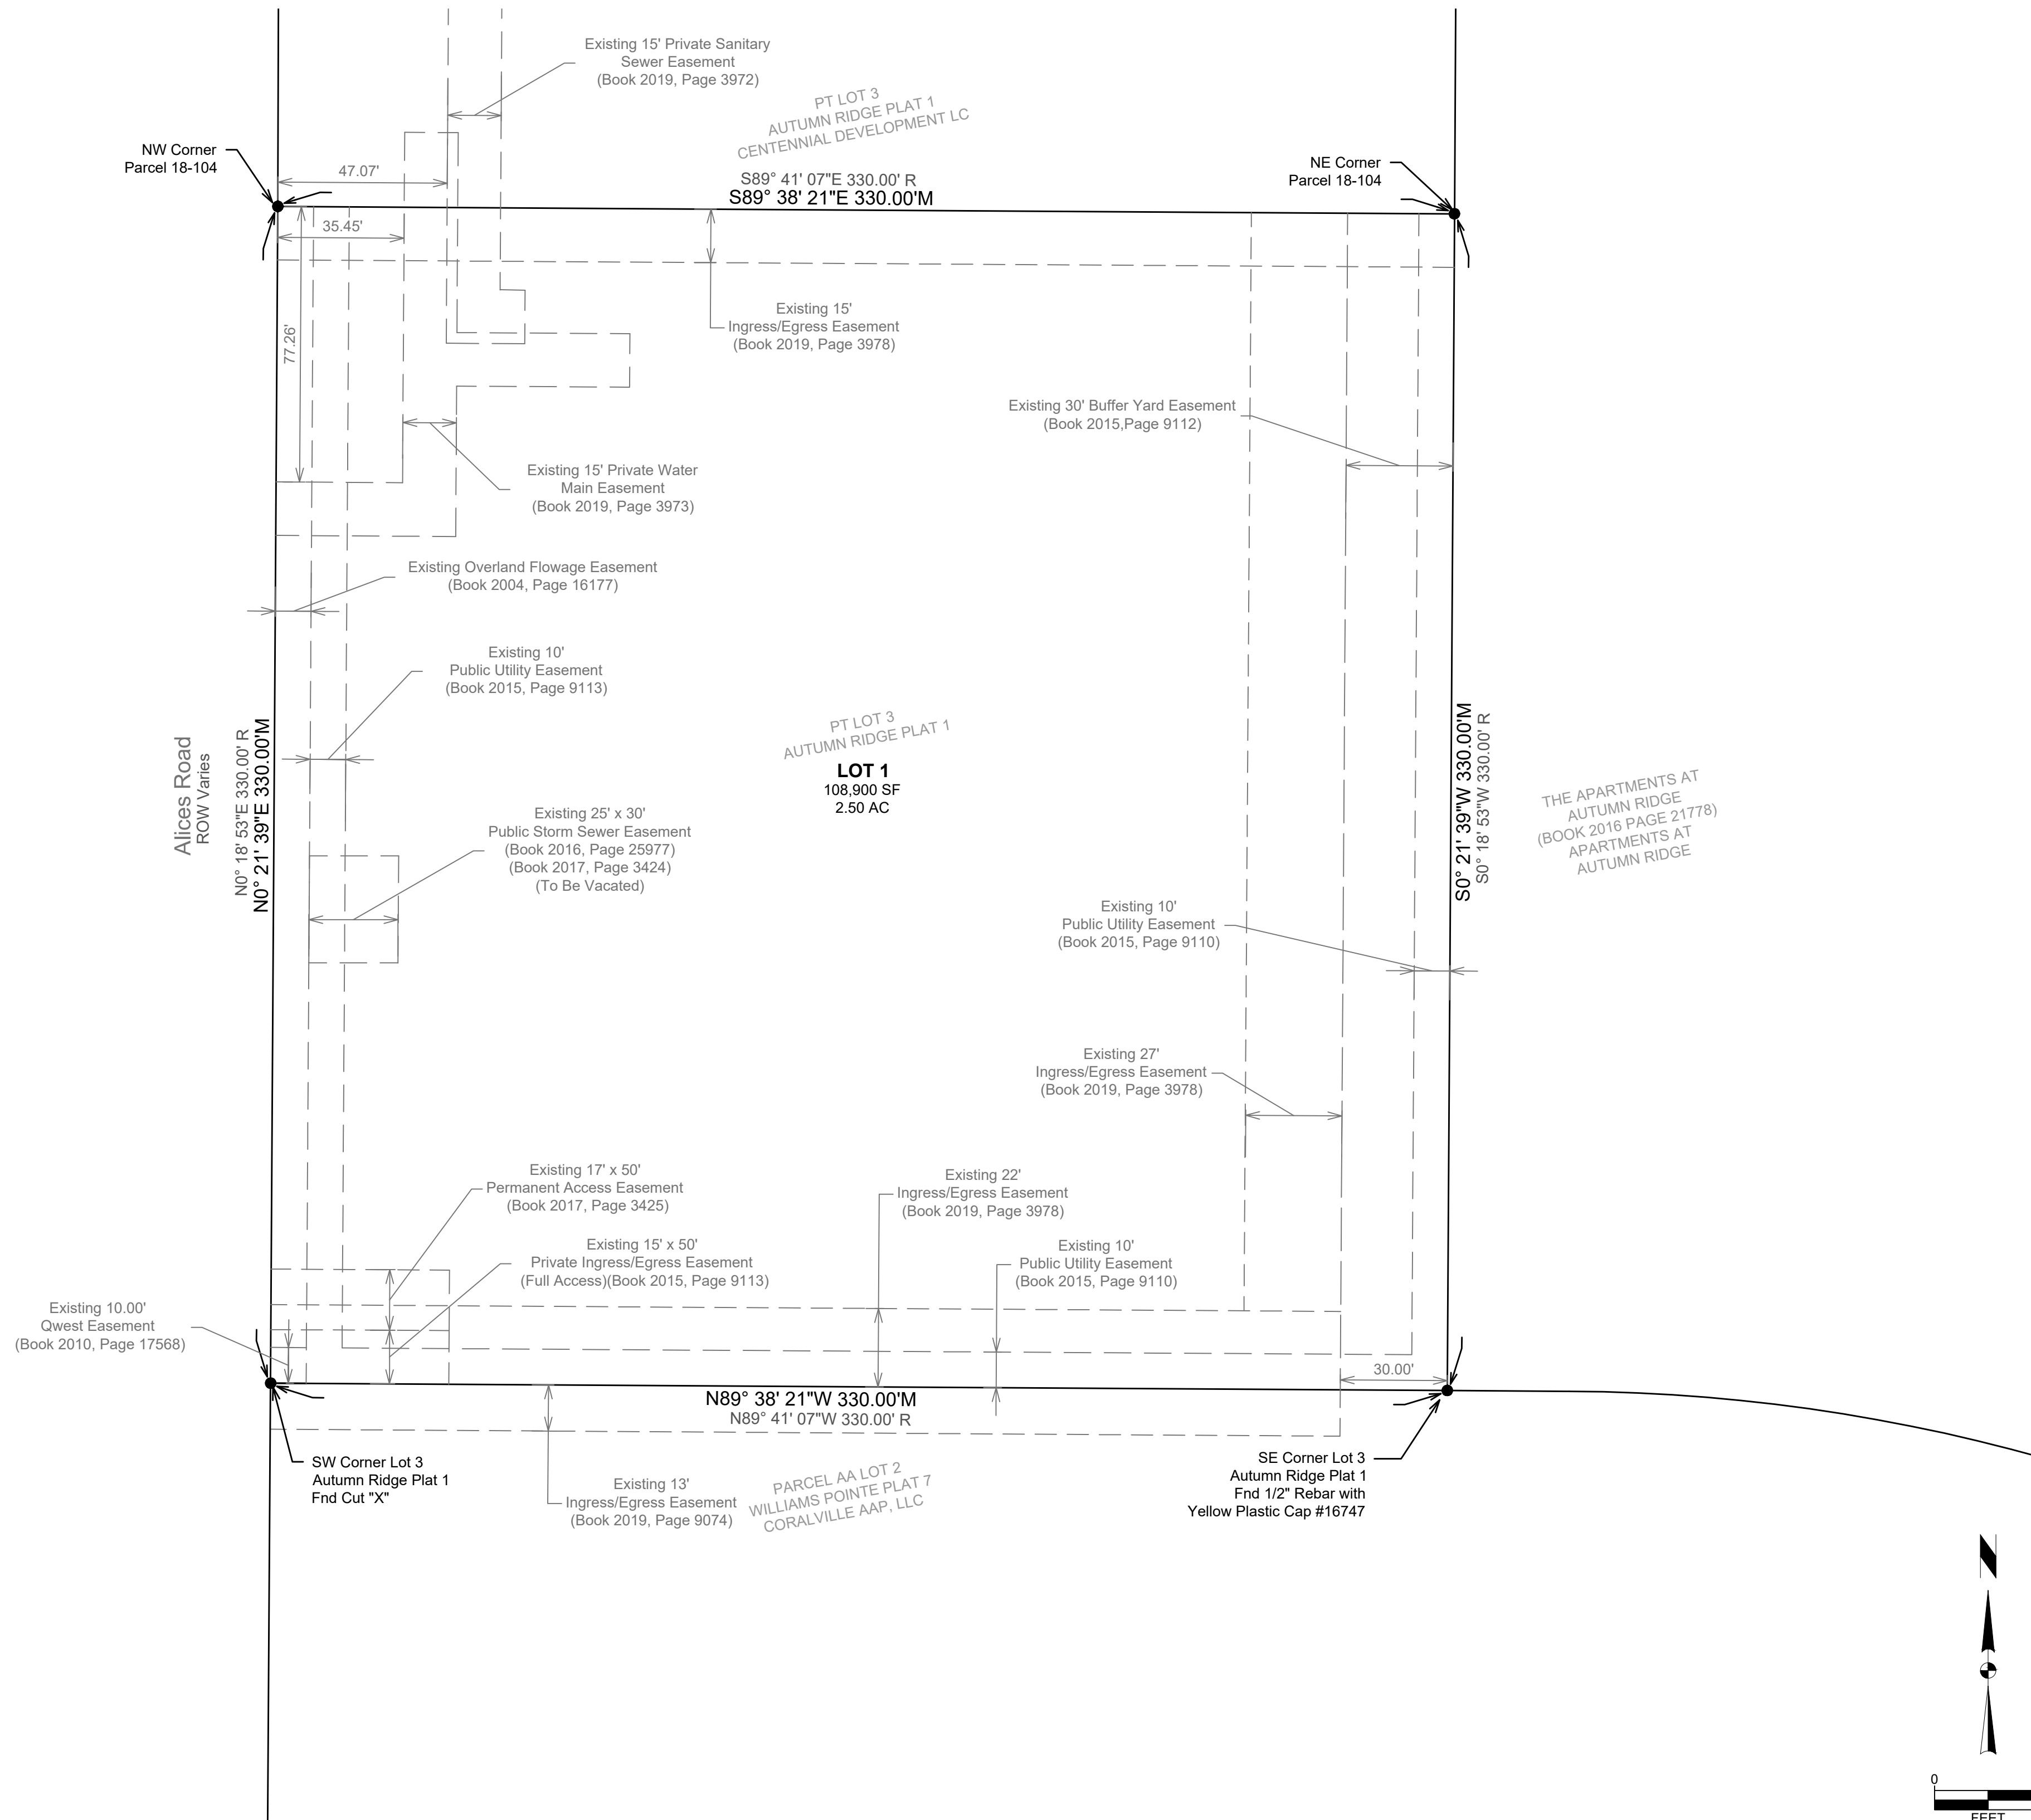 Existing 15' Private Sanitary
Sewer Easement
(Book 2019, Page 3972)
PT LOT 3
AUTUMN RIDGE PLAT 1
CENTENNIAL DEVELOPMENT LC
NW Corner
Parcel 18-104
NE Corner
Parcel 18-104
47.07'
S89° 41' 07"E 330.00' R
S89° 38' 21"E 330.00'M
35.45'
77.26'
Existing 15'
Ingress/Egress Easement
(Book 2019, Page 3978)
Existing 30' Buffer Yard Easement
(Book 2015,Page 9112)
Existing 15' Private Water
Main Easement
(Book 2019, Page 3973)
Existing Overland Flowage Easement
(Book 2004, Page 16177)
Existing 10'
Public Utility Easement
(Book 2015, Page 9113)
Alices Road
ROW Varies
N0° 18' 53"E 330.00' R
N0° 21' 39"E 330.00'M
PT LOT 3
AUTUMN RIDGE PLAT 1
LOT 1
108,900 SF
2.50 AC
S0° 21' 39"W 330.00'M
S0° 18' 53"W 330.00' R
THE APARTMENTS AT
AUTUMN RIDGE
(BOOK 2016 PAGE 21778)
APARTMENTS AT
AUTUMN RIDGE
Existing 25' x 30'
Public Storm Sewer Easement
(Book 2016, Page 25977)
(Book 2017, Page 3424)
(To Be Vacated)
Existing 10'
Public Utility Easement
(Book 2015, Page 9110)
Existing 27'
Ingress/Egress Easement
(Book 2019, Page 3978)
Existing 17' x 50'
Permanent Access Easement
(Book 2017, Page 3425)
Existing 22'
Ingress/Egress Easement
(Book 2019, Page 3978)
Existing 15' x 50'
Private Ingress/Egress Easement
(Full Access)(Book 2015, Page 9113)
Existing 10'
Public Utility Easement
(Book 2015, Page 9110)
Existing 10.00'
Qwest Easement
(Book 2010, Page 17568)
30.00'
N89° 38' 21"W 330.00'M
N89° 41' 07"W 330.00' R
SW Corner Lot 3
Autumn Ridge Plat 1
Fnd Cut "X"
Existing 13'
Ingress/Egress Easement
(Book 2019, Page 9074)
PARCEL AA LOT 2
WILLIAMS POINTE PLAT 7
CORALVILLE AAP, LLC
SE Corner Lot 3
Autumn Ridge Plat 1
Fnd 1/2" Rebar with
Yellow Plastic Cap #16747
N
0
FEET